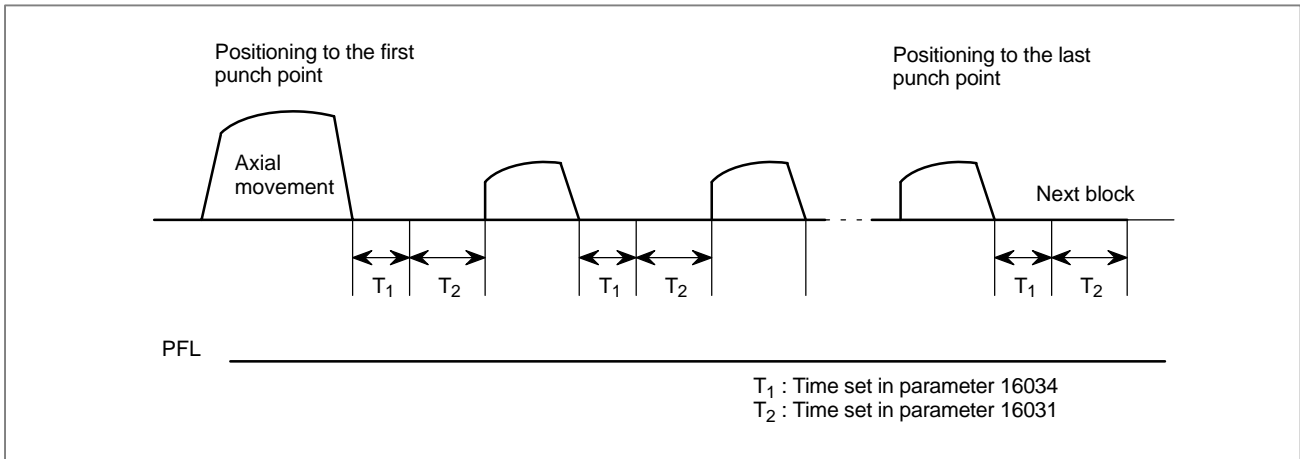 Positioning to the first
punch point
Positioning to the last
punch point
Axial
movement
Next block
T1 T2 T1 T2 T1 T2
PFL
T1 : Time set in parameter 16034
T2 : Time set in parameter 16031